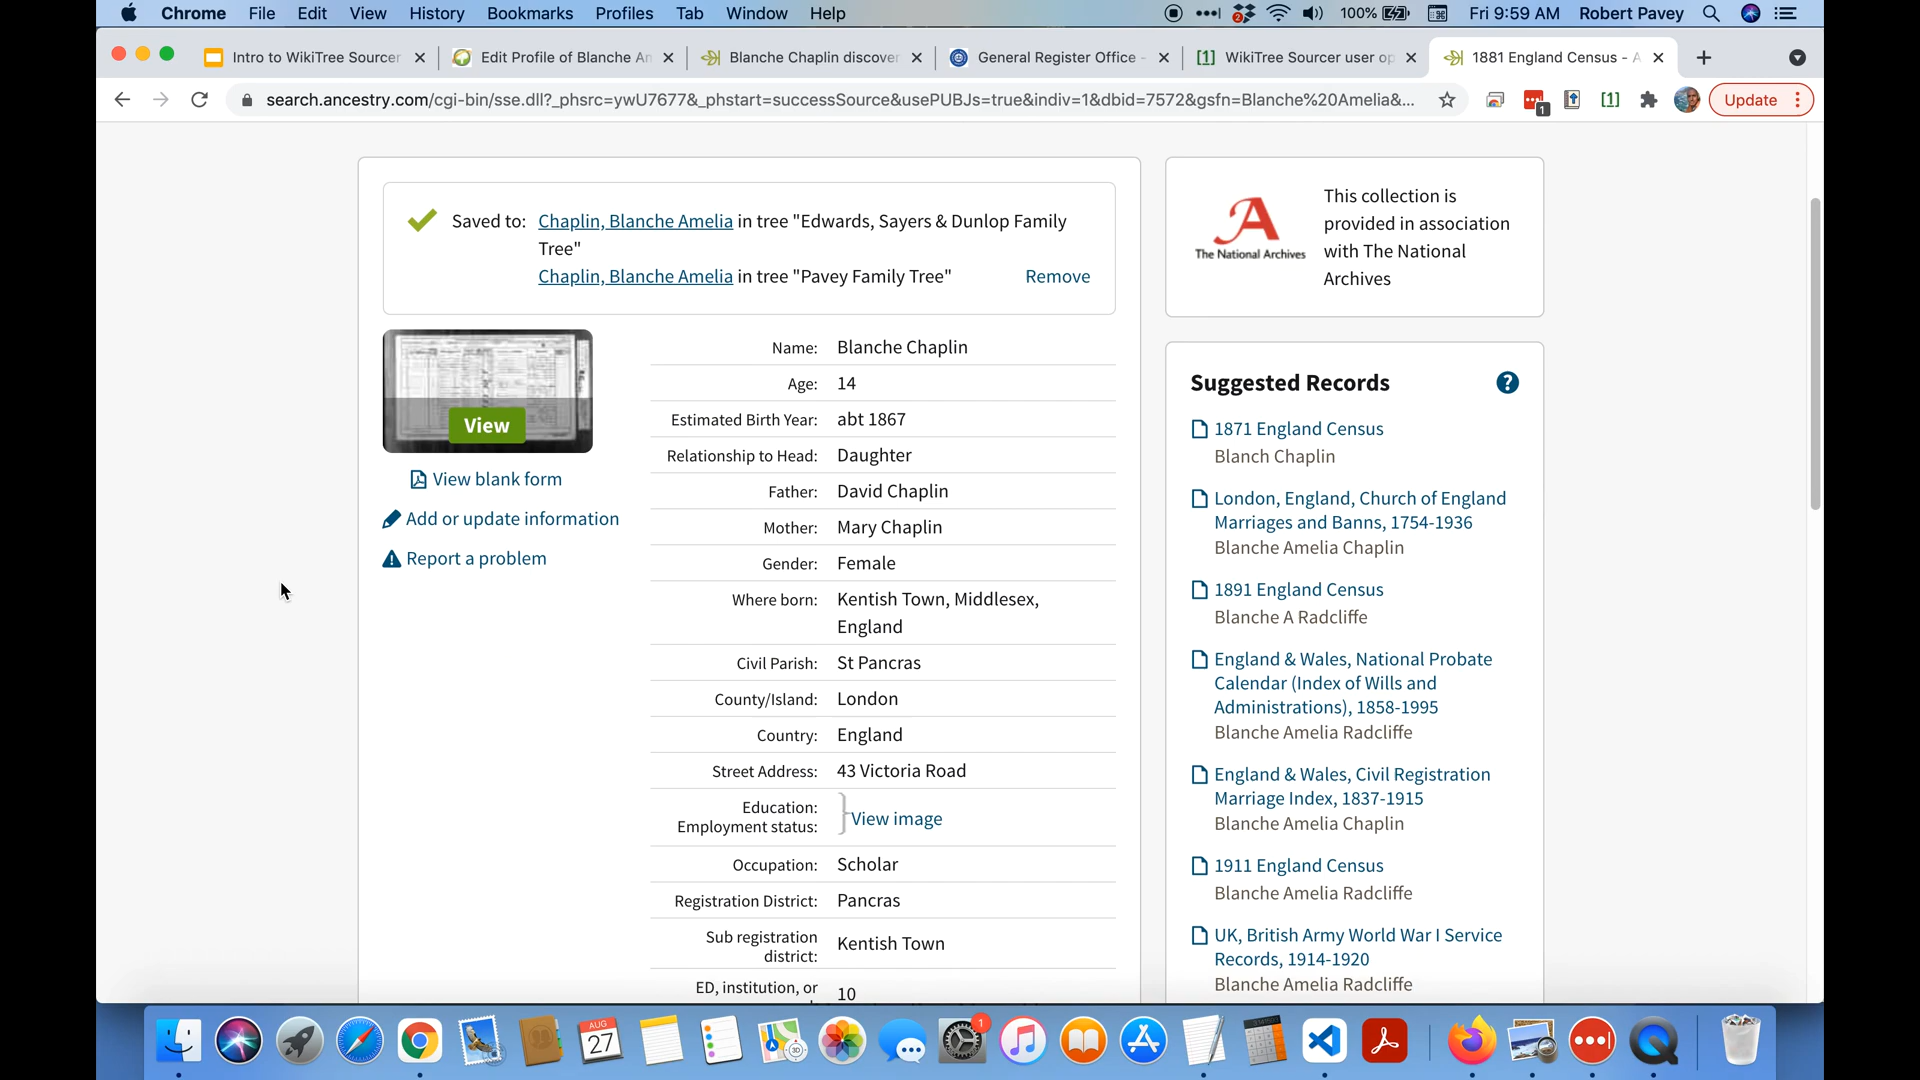 Chrome File Edit View History Bookmarks Profiles Tab Window Help 2 100% Fri 9:59 AM Robert Pavey
Intro to WikiTree Sourcer Edit Profile of Blanche An Blanche Chaplin discover General Register Office - [1] WikiTree Sourcer user op 1881 England Census - A
search.ancestry.com/cgi-bin/sse.dll?_phsrc=ywU7677&_phstart=successSource&usePUBJs=true&indiv=1&dbid=7572&gsfn=Blanche%20Amelia&... 1 [1] Update
Saved to: Chaplin, Blanche Amelia in tree "Edwards, Sayers & Dunlop Family
Tree"
Chaplin, Blanche Amelia in tree "Pavey Family Tree" Remove
View
View blank form
Add or update information
Report a problem
Name: Blanche Chaplin
Age: 14
Estimated Birth Year: abt 1867
Relationship to Head: Daughter
Father: David Chaplin
Mother: Mary Chaplin
Gender: Female
Where born: Kentish Town, Middlesex,
England
Civil Parish: St Pancras
County/Island: London
Country: England
Street Address: 43 Victoria Road
Education:
Employment status: View image
Occupation: Scholar
Registration District: Pancras
Sub registration
district: Kentish Town
ED, institution, or 10
A
The National Archives
This collection is
provided in association
with The National
Archives
Suggested Records ?
1871 England Census
Blanch Chaplin
London, England, Church of England
Marriages and Banns, 1754-1936
Blanche Amelia Chaplin
1891 England Census
Blanche A Radcliffe
England & Wales, National Probate
Calendar (Index of Wills and
Administrations), 1858-1995
Blanche Amelia Radcliffe
England & Wales, Civil Registration
Marriage Index, 1837-1915
Blanche Amelia Chaplin
1911 England Census
Blanche Amelia Radcliffe
UK, British Army World War I Service
Records, 1914-1920
Blanche Amelia Radcliffe
AUG
27
3D
1